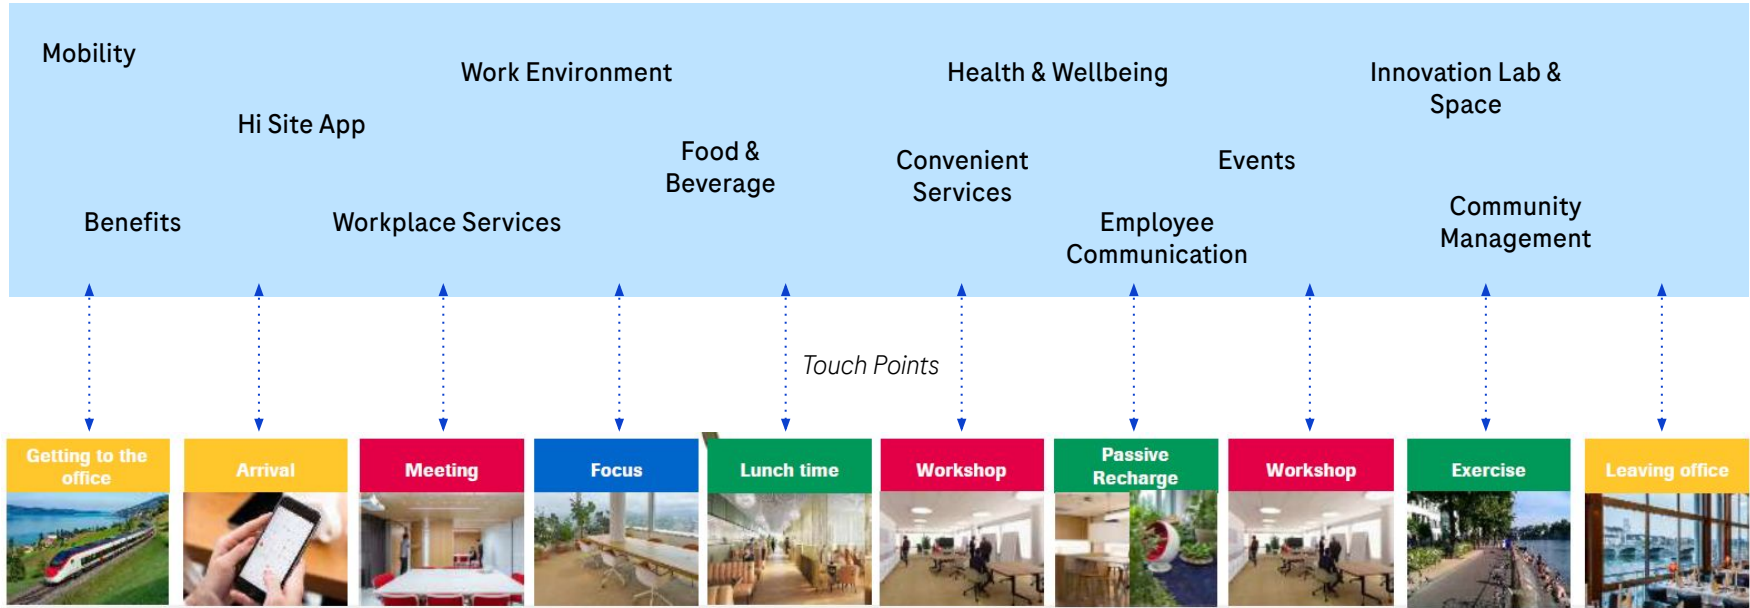 Mobility
Work Environment
Health & Wellbeing
Innovation Lab &
Space
Hi Site App
Food &
Beverage
Convenient
Services
Events
Benefits
Workplace Services
Employee
Communication
Community
Management
Touch Points
Getting to the
office
Arrival
Meeting
Focus
Lunch time
Workshop
Passive
Recharge
Workshop
Exercise
Leaving office